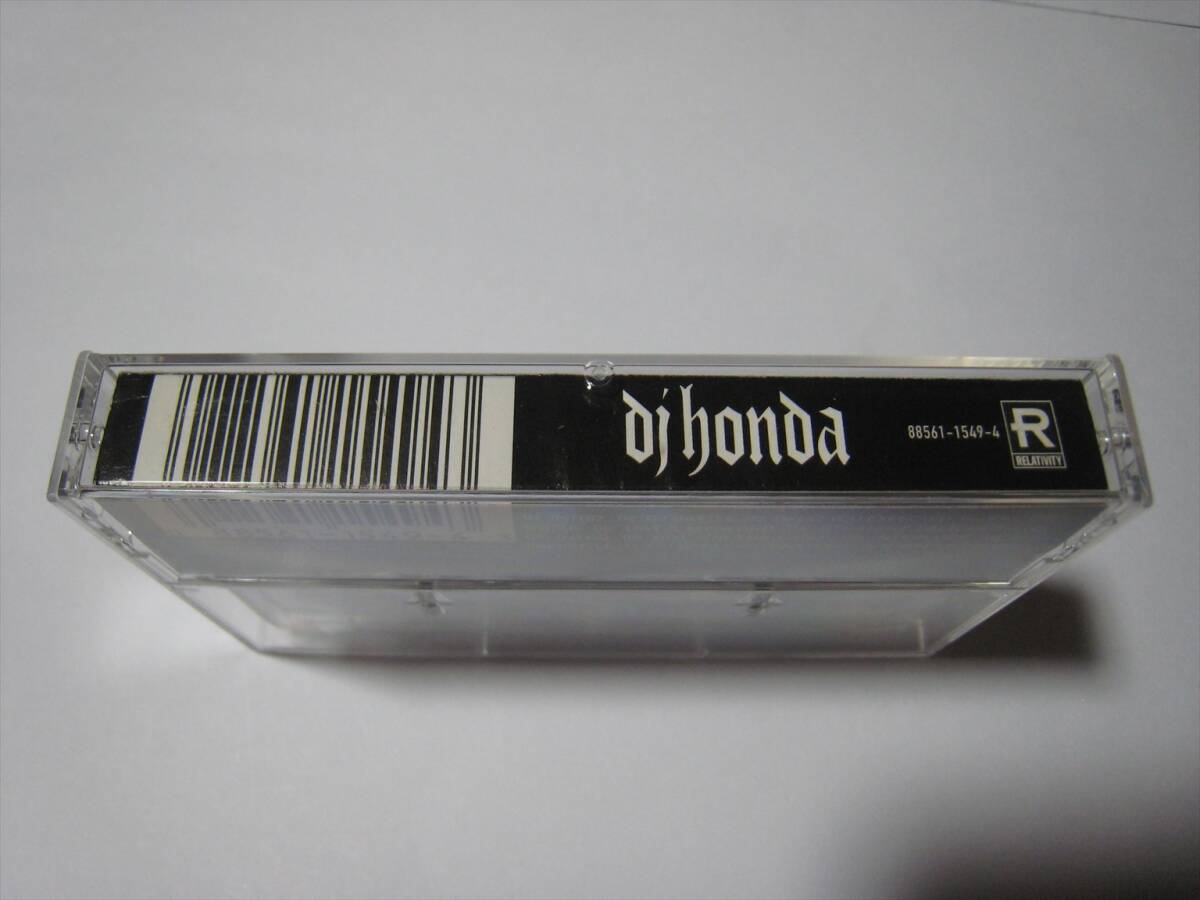 dj honda
88561-1549-4
R
RELATIVITY